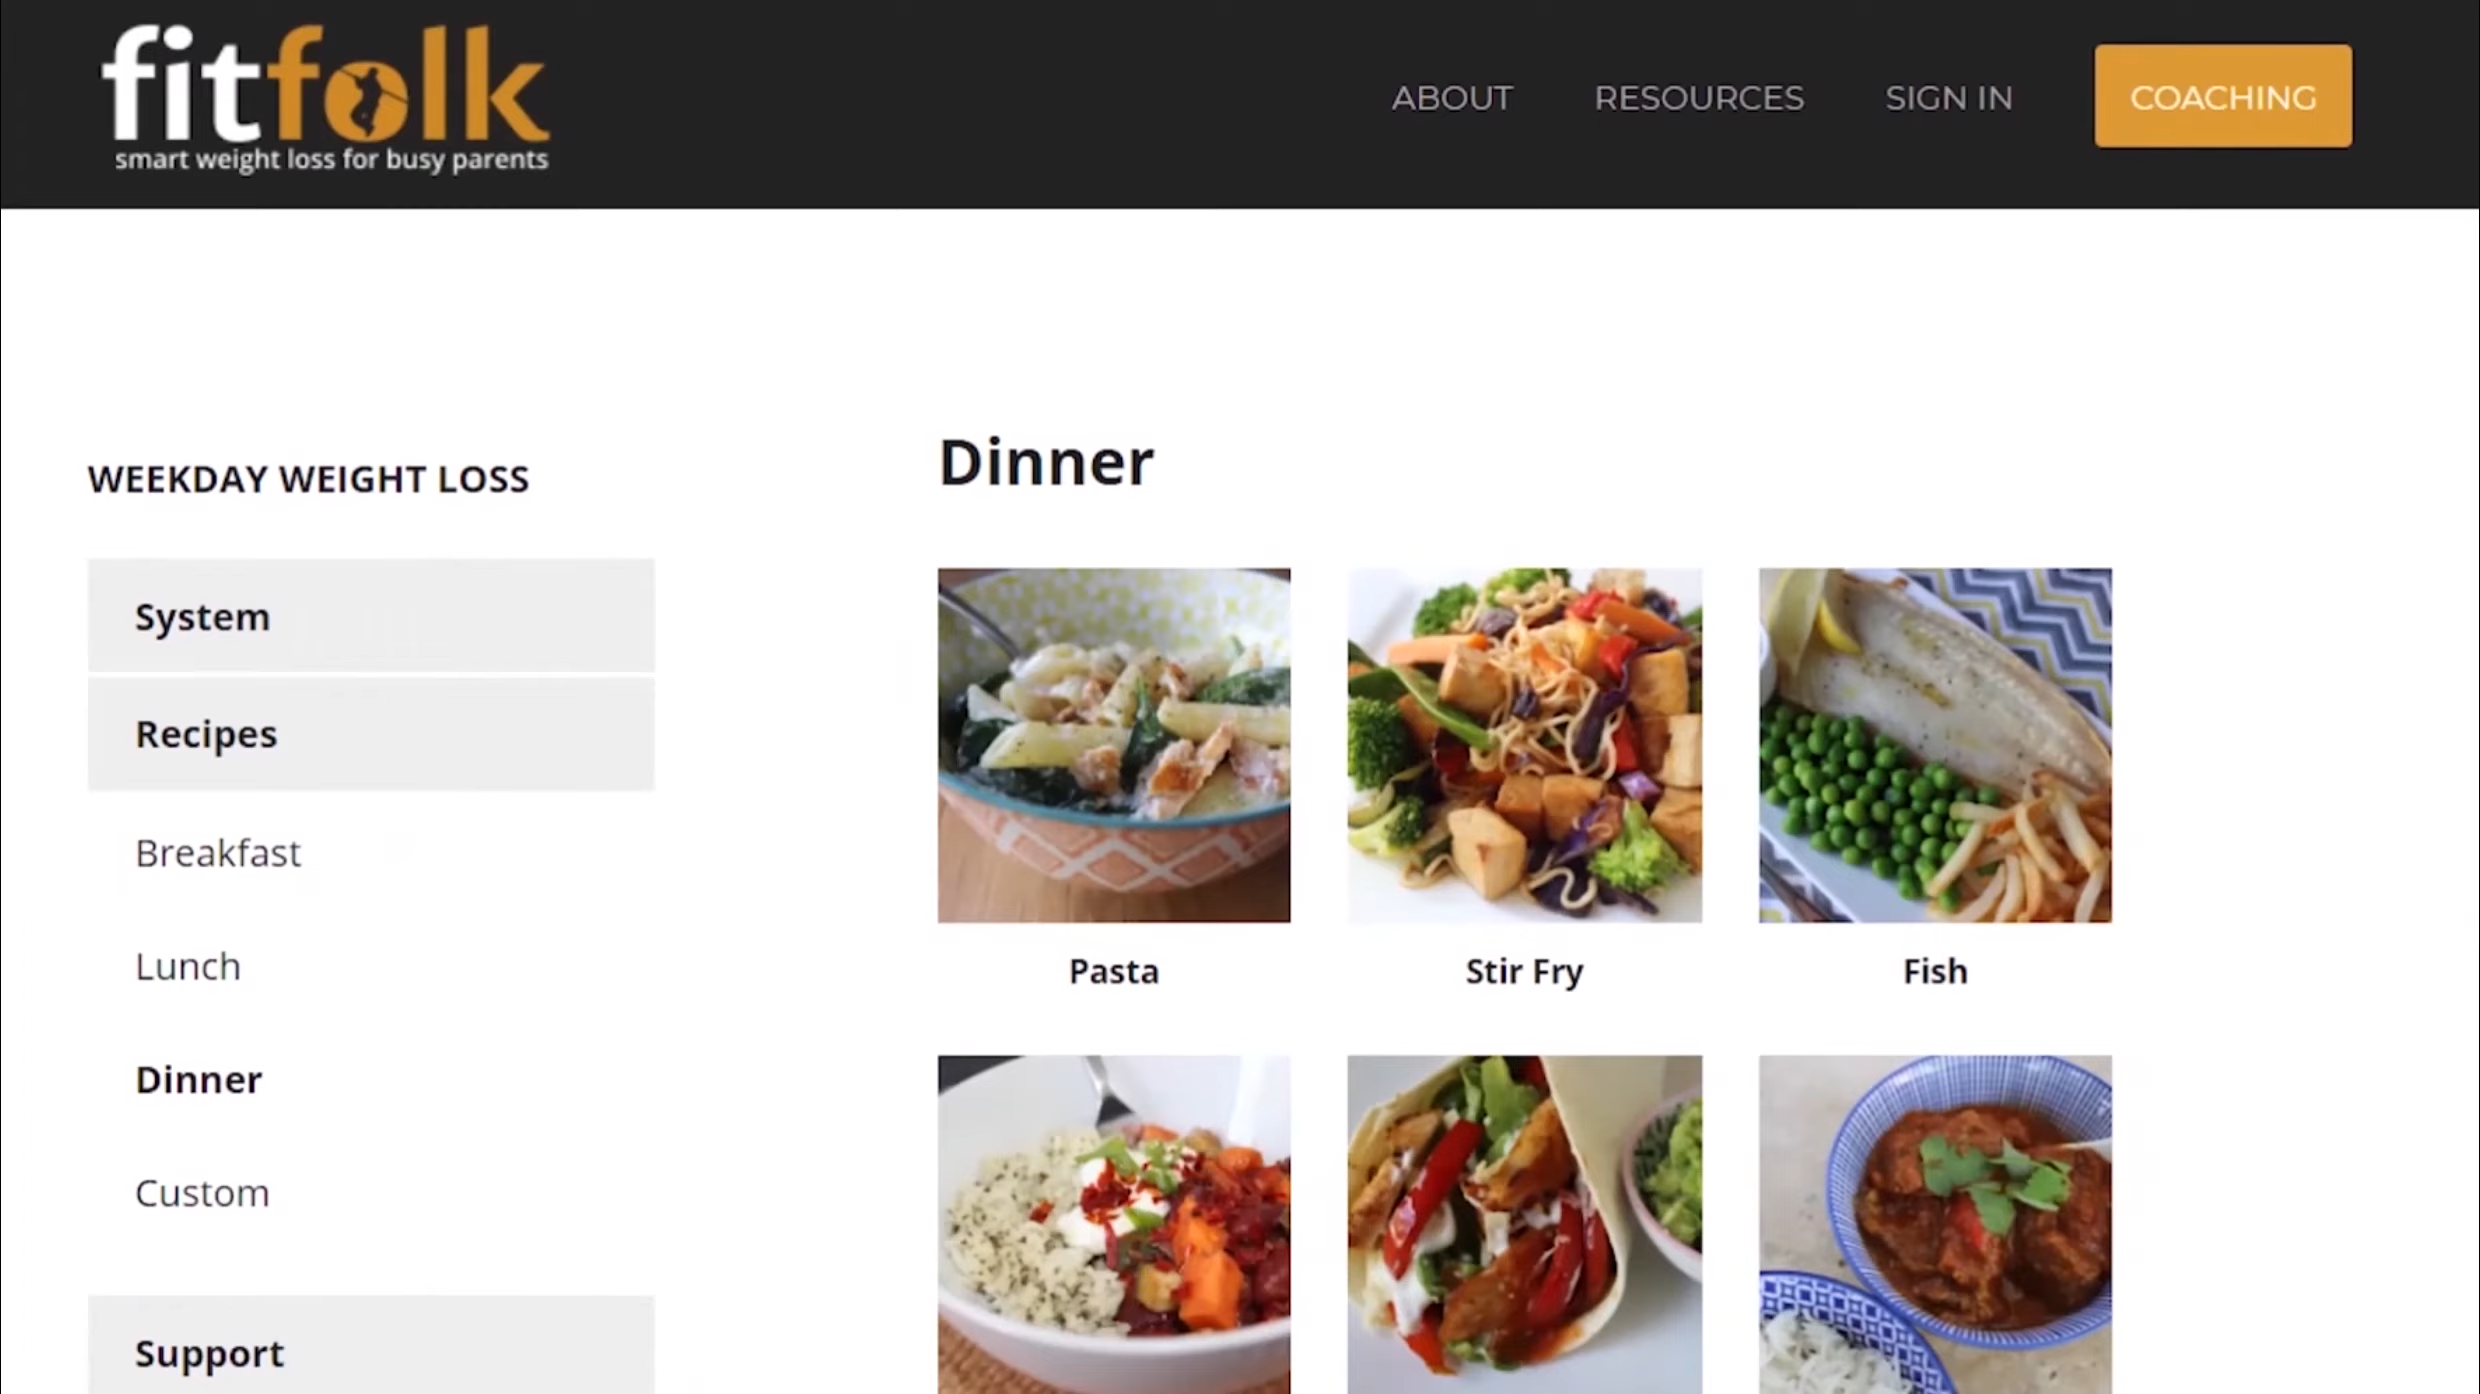 fitfolk
smart weight loss for busy parents
ABOUT
RESOURCES
SIGN IN
COACHING
WEEKDAY WEIGHT LOSS
System
Recipes
Breakfast
Lunch
Dinner
Custom
Support
Dinner
Pasta
Stir Fry
Fish